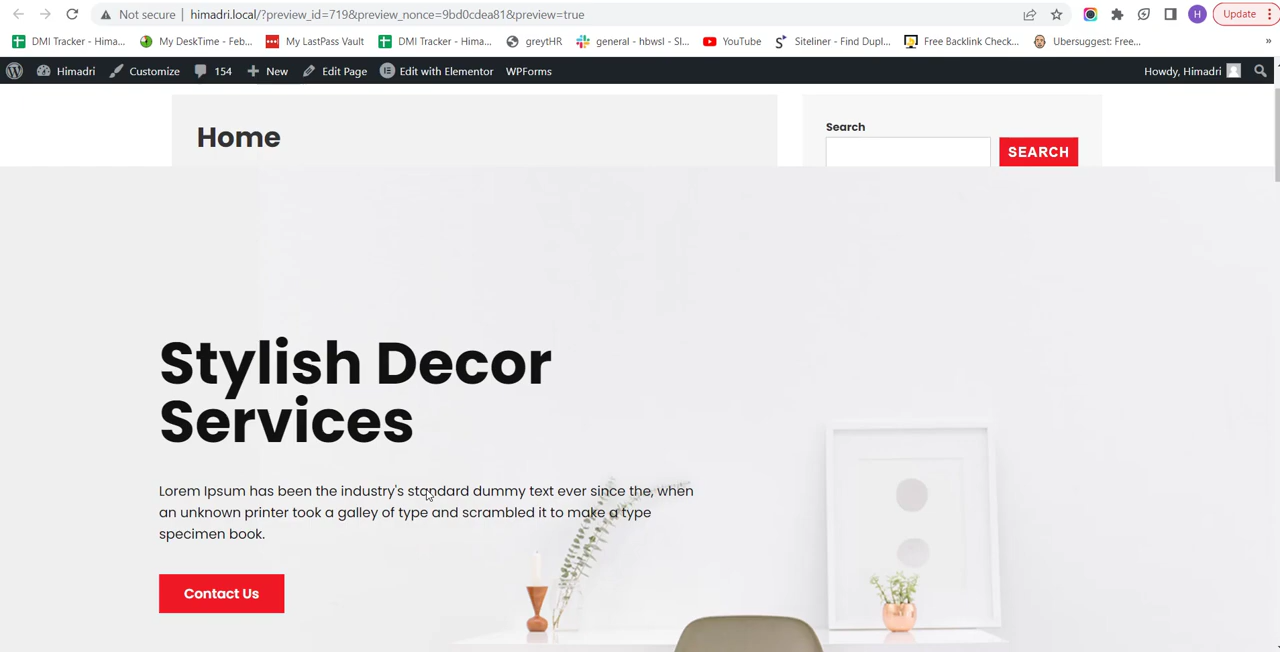 Not secure himadri.local/?preview_id=719&preview_nonce=9bd0cdea81&preview=true H Update
DMI Tracker - Hima... My DeskTime - Feb... My LastPass Vault DMI Tracker - Hima... greytHR general - hbwsl - Sl... YouTube Siteliner - Find Dupl... Free Backlink Check... Ubersuggest: Free... »
Himadri Customize 154 New Edit Page Edit with Elementor WPForms Howdy, Himadri
Home
Search
SEARCH
Stylish Decor
Services
Lorem Ipsum has been the industry's standard dummy text ever since the, when
an unknown printer took a galley of type and scrambled it to make a type
specimen book.
Contact Us